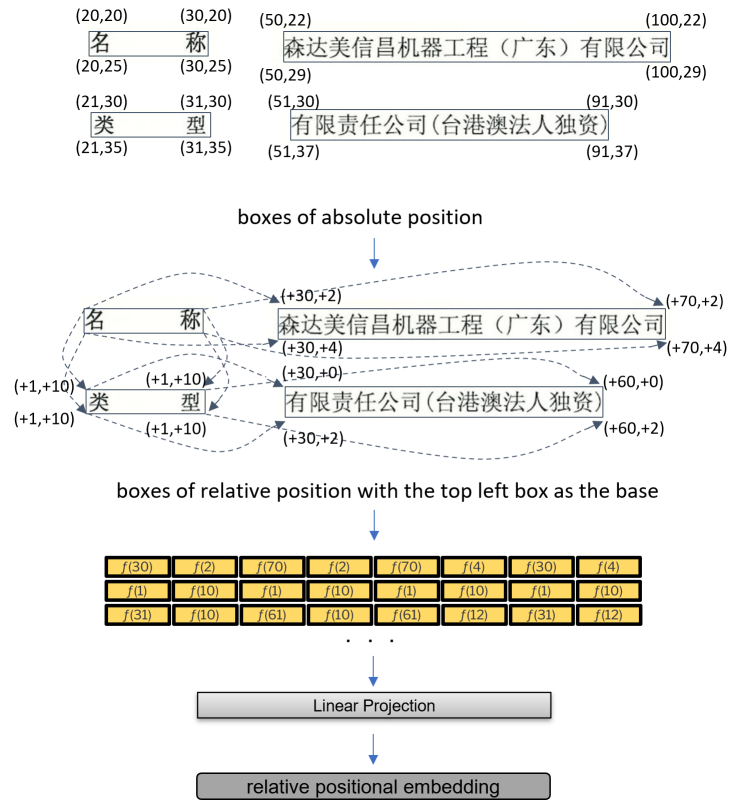 (20,20) (30,20) (50,22) (100,22)
名 称 森达美信昌机器工程（广东）有限公司
(20,25) (30,25) (50,29) (100,29)
(21,30) (31,30) (51,30) (91,30)
类 型 有限责任公司(台港澳法人独资)
(21,35) (31,35) (51,37) (91,37)
boxes of absolute position
(+30,+2) (+70,+2)
名 称 森达美信昌机器工程（广东）有限公司
(+30,+4) (+70,+4)
(+1,+10) (+1,+10) (+30,+0) (+60,+0)
类 型 有限责任公司(台港澳法人独资)
(+1,+10) (+1,+10) (+30,+2) (+60,+2)
boxes of relative position with the top left box as the base
f(30) f(2) f(70) f(2) f(70) f(4) f(30) f(4)
f(1) f(10) f(1) f(10) f(1) f(10) f(1) f(10)
f(31) f(10) f(61) f(10) f(61) f(12) f(31) f(12)
. . .
Linear Projection
relative positional embedding